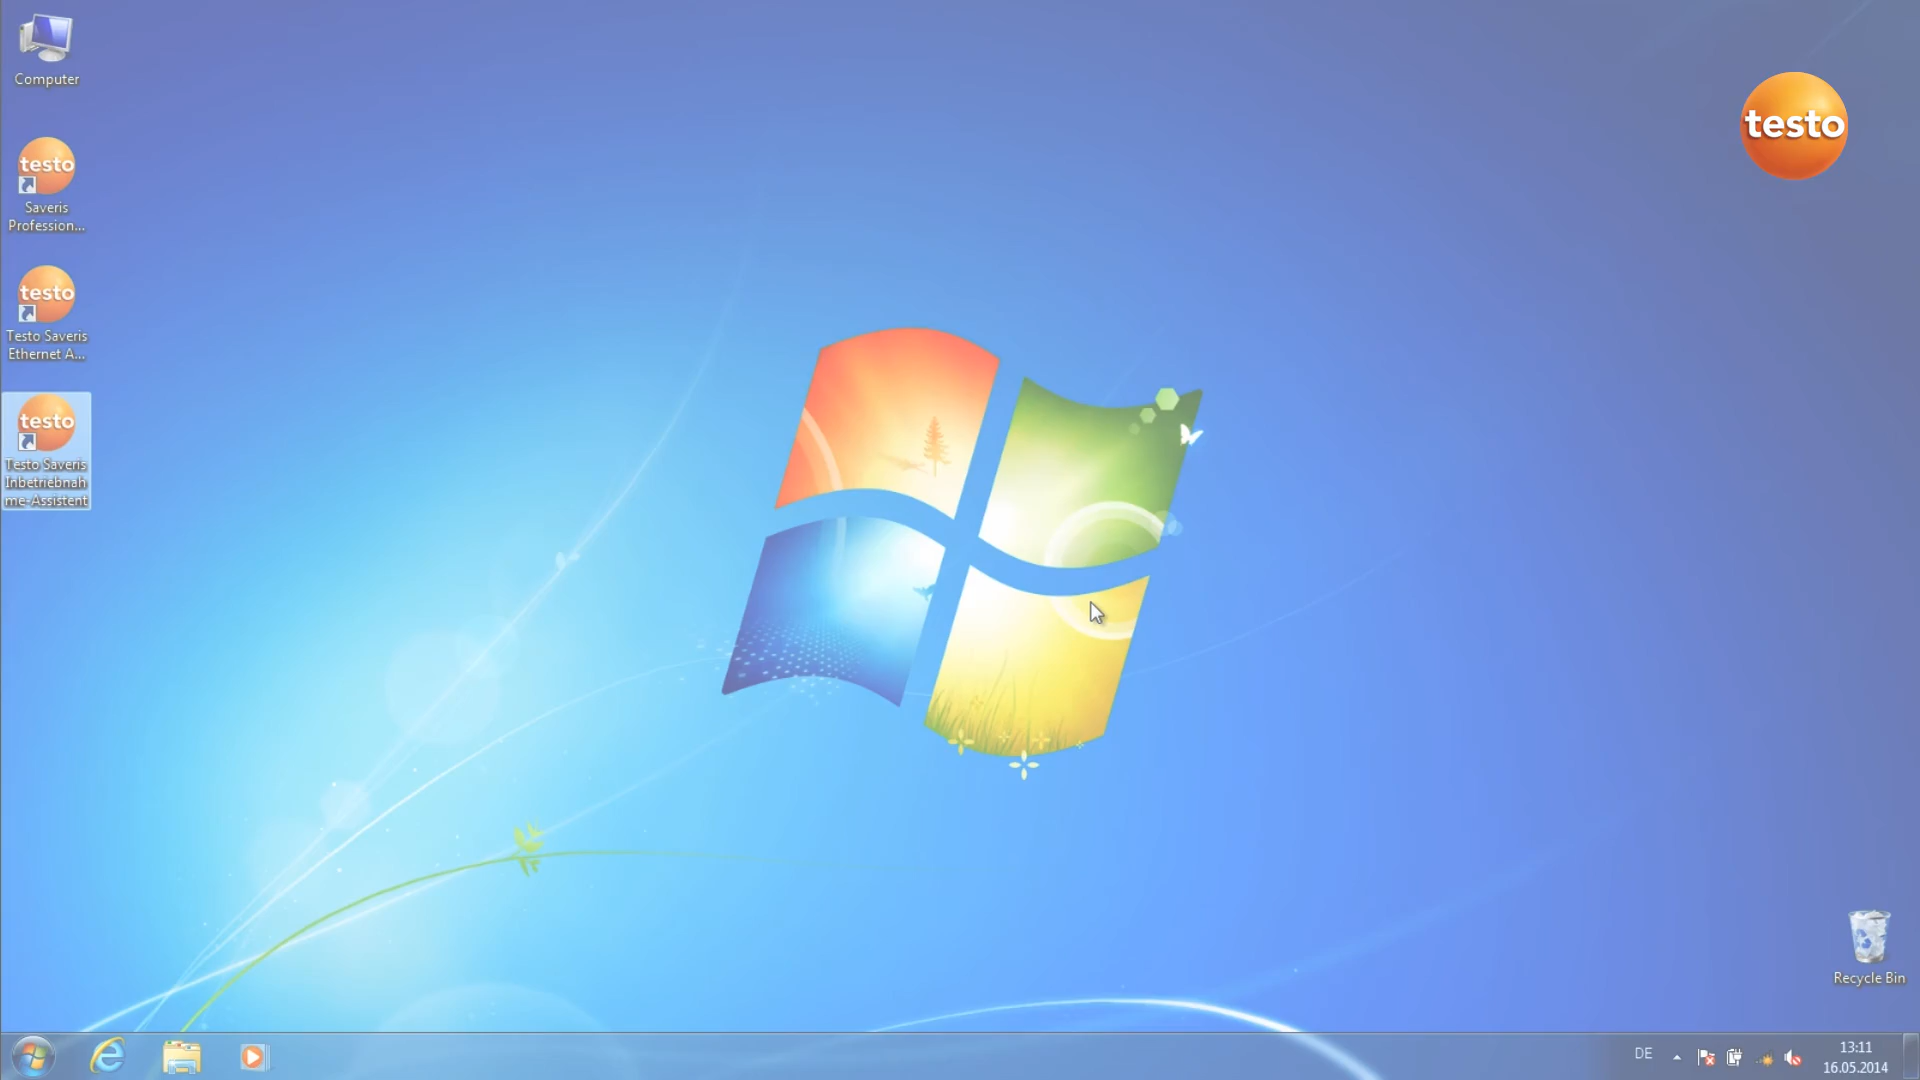 Computer
testo
testo
Saveris
Profession...
testo
Testo Saveris
Ethernet A...
testo
Testo Saveris
Inbetriebnah
me-Assistent
Recycle Bin
DE
13:11
16.05.2014